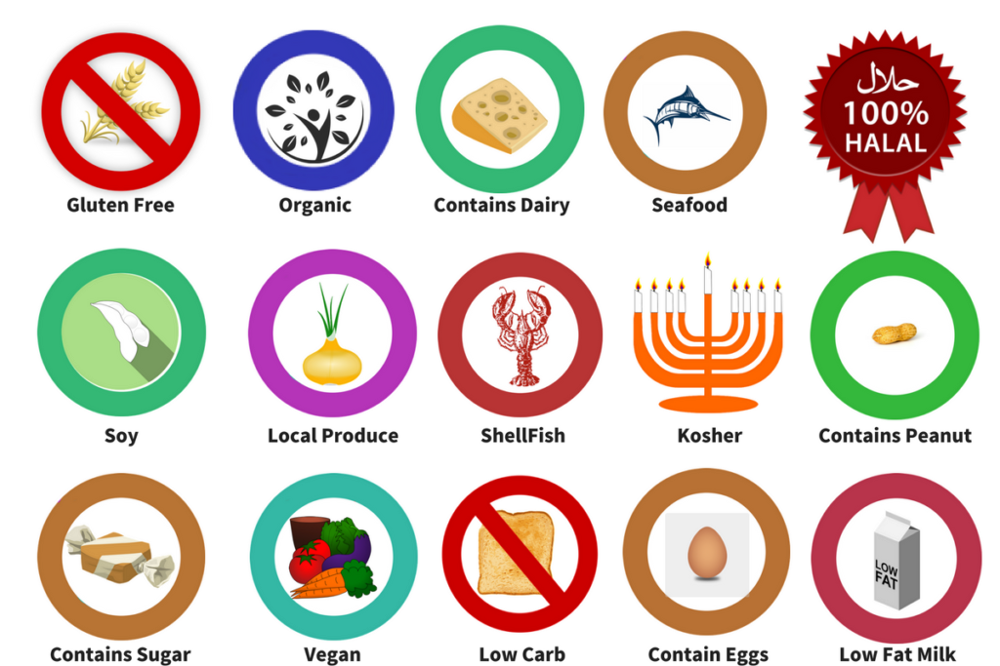 Gluten Free
Organic
Contains Dairy
Seafood
حلال
100%
HALAL
Soy
Local Produce
ShellFish
Kosher
Contains Peanut
Contains Sugar
Vegan
Low Carb
Contain Eggs
LOW
FAT
Low Fat Milk